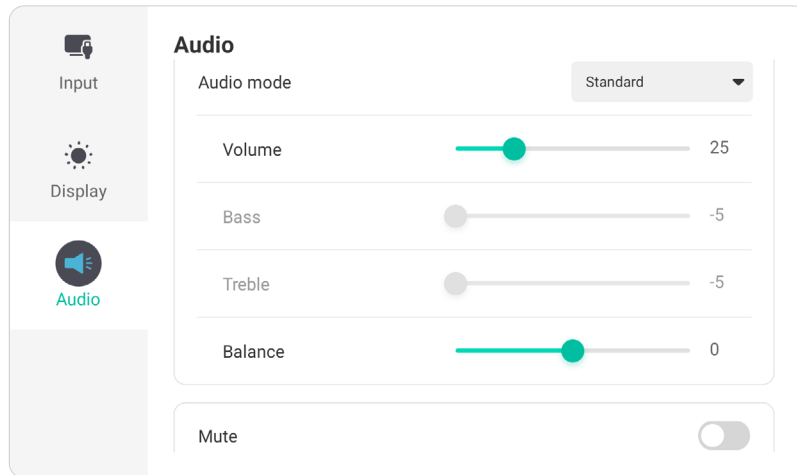 Audio
Input
Audio mode Standard
Volume 25
Display
Bass -5
Treble -5
Audio
Balance 0
Mute